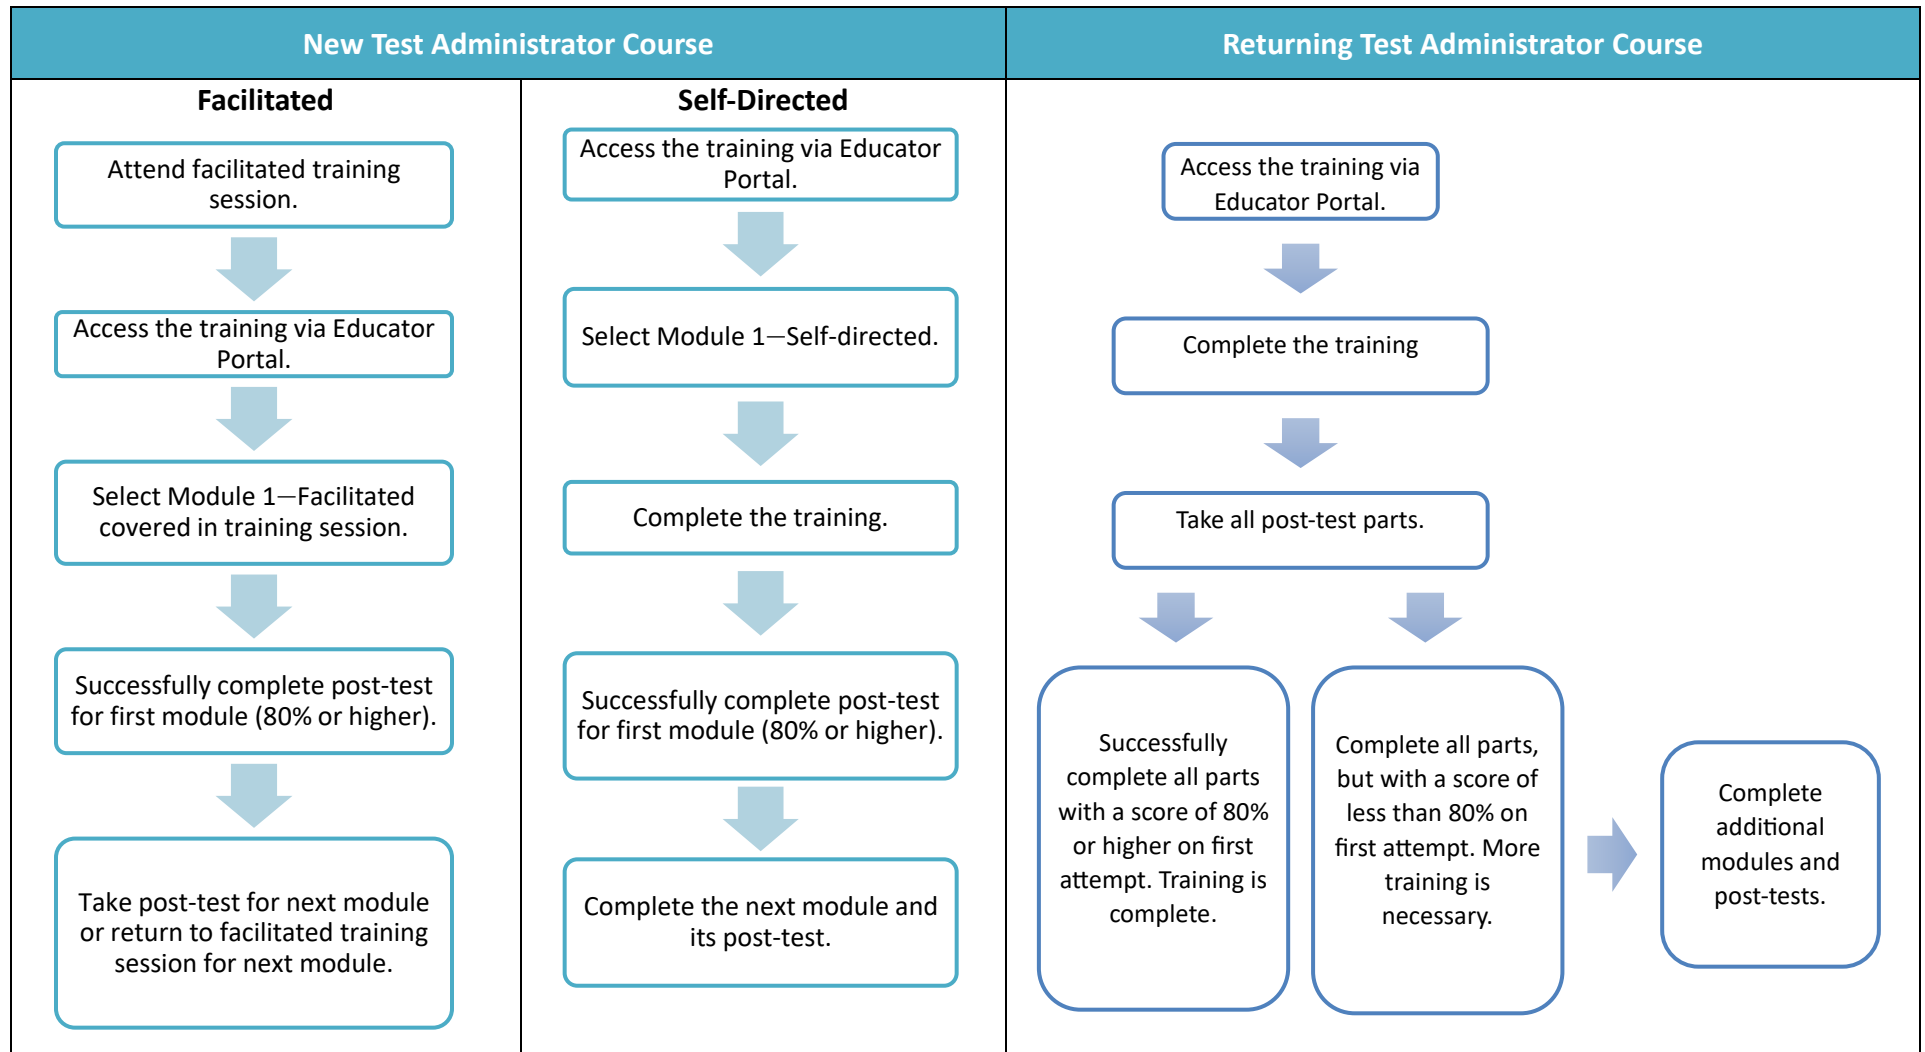 New Test Administrator Course
Returning Test Administrator Course
Facilitated
Attend facilitated training
session.
Access the training via Educator
Portal.
Select Module 1—Facilitated
covered in training session.
Successfully complete post-test
for first module (80% or higher).
Take post-test for next module
or return to facilitated training
session for next module.
Self-Directed
Access the training via Educator
Portal.
Select Module 1—Self-directed.
Complete the training.
Successfully complete post-test
for first module (80% or higher).
Complete the next module and
its post-test.
Access the training via
Educator Portal.
Complete the training
Take all post-test parts.
Successfully
complete all parts
with a score of 80%
or higher on first
attempt. Training is
complete.
Complete all parts,
but with a score of
less than 80% on
first attempt. More
training is
necessary.
Complete
additional
modules and
post-tests.